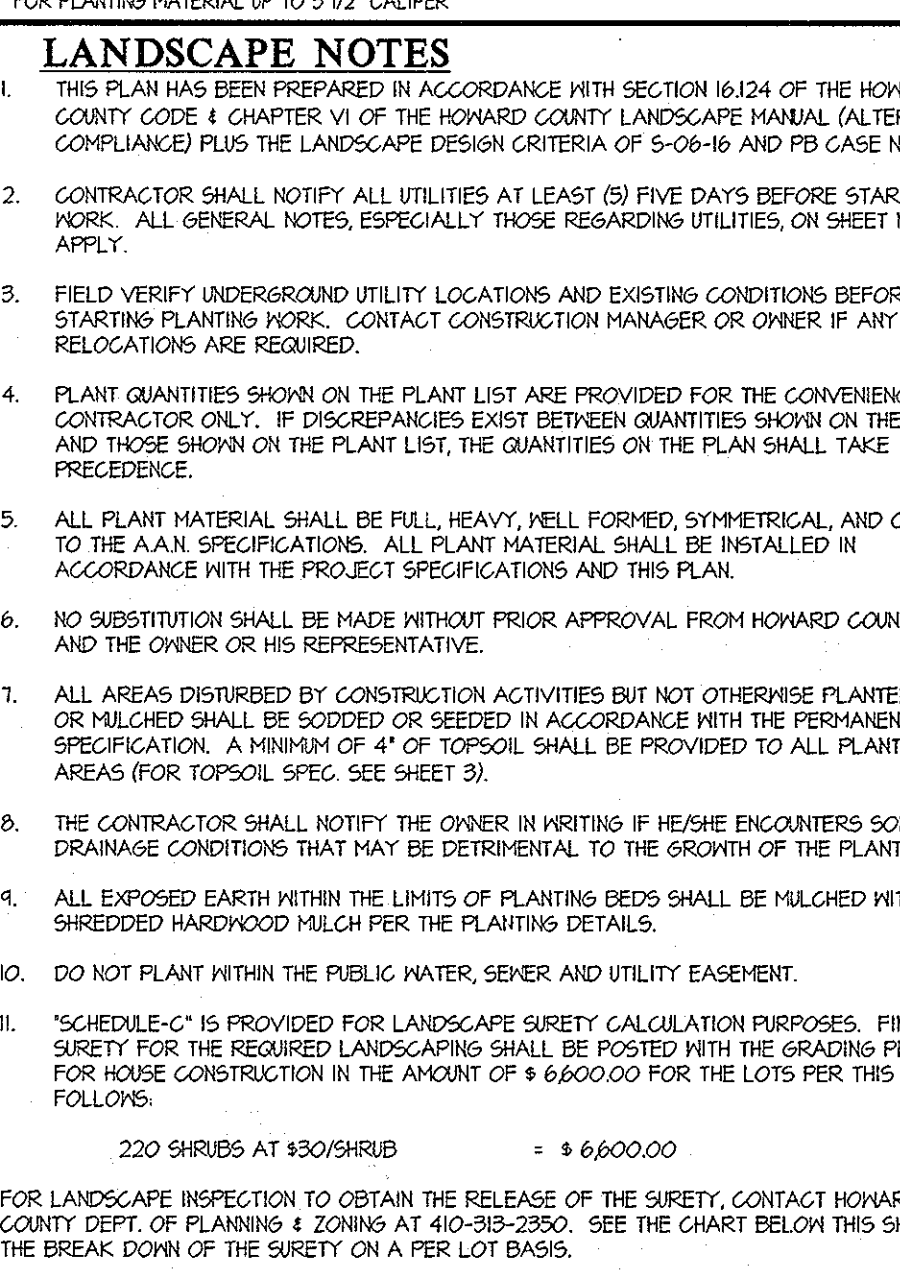 FOR PLANTING MATERIAL UP TO 5 1/2" CALIPER
LANDSCAPE NOTES
1. THIS PLAN HAS BEEN PREPARED IN ACCORDANCE WITH SECTION 16.124 OF THE HOW
COUNTY CODE & CHAPTER VI OF THE HOWARD COUNTY LANDSCAPE MANUAL (ALTER
COMPLIANCE) PLUS THE LANDSCAPE DESIGN CRITERIA OF S-06-16 AND PB CASE N
2. CONTRACTOR SHALL NOTIFY ALL UTILITIES AT LEAST (5) FIVE DAYS BEFORE STAR
WORK. ALL GENERAL NOTES, ESPECIALLY THOSE REGARDING UTILITIES, ON SHEET 1
APPLY.
3. FIELD VERIFY UNDERGROUND UTILITY LOCATIONS AND EXISTING CONDITIONS BEFOR
STARTING PLANTING WORK. CONTACT CONSTRUCTION MANAGER OR OWNER IF ANY
RELOCATIONS ARE REQUIRED.
4. PLANT QUANTITIES SHOWN ON THE PLANT LIST ARE PROVIDED FOR THE CONVENIENC
CONTRACTOR ONLY. IF DISCREPANCIES EXIST BETWEEN QUANTITIES SHOWN ON THE
AND THOSE SHOWN ON THE PLANT LIST, THE QUANTITIES ON THE PLAN SHALL TAKE
PRECEDENCE.
5. ALL PLANT MATERIAL SHALL BE FULL, HEAVY, WELL FORMED, SYMMETRICAL, AND C
TO THE A.A.N. SPECIFICATIONS. ALL PLANT MATERIAL SHALL BE INSTALLED IN
ACCORDANCE WITH THE PROJECT SPECIFICATIONS AND THIS PLAN.
6. NO SUBSTITUTION SHALL BE MADE WITHOUT PRIOR APPROVAL FROM HOWARD COUN
AND THE OWNER OR HIS REPRESENTATIVE.
7. ALL AREAS DISTURBED BY CONSTRUCTION ACTIVITIES BUT NOT OTHERWISE PLANTE
OR MULCHED SHALL BE SODDED OR SEEDED IN ACCORDANCE WITH THE PERMANEN
SPECIFICATION. A MINIMUM OF 4" OF TOPSOIL SHALL BE PROVIDED TO ALL PLANT
AREAS (FOR TOPSOIL SPEC. SEE SHEET 3).
8. THE CONTRACTOR SHALL NOTIFY THE OWNER IN WRITING IF HE/SHE ENCOUNTERS SOI
DRAINAGE CONDITIONS THAT MAY BE DETRIMENTAL TO THE GROWTH OF THE PLANT
9. ALL EXPOSED EARTH WITHIN THE LIMITS OF PLANTING BEDS SHALL BE MULCHED WIT
SHREDDED HARDWOOD MULCH PER THE PLANTING DETAILS.
10. DO NOT PLANT WITHIN THE PUBLIC WATER, SEWER AND UTILITY EASEMENT.
11. "SCHEDULE-C" IS PROVIDED FOR LANDSCAPE SURETY CALCULATION PURPOSES. FIN
SURETY FOR THE REQUIRED LANDSCAPING SHALL BE POSTED WITH THE GRADING PE
FOR HOUSE CONSTRUCTION IN THE AMOUNT OF $ 6,600.00 FOR THE LOTS PER THIS
FOLLOWS:
220 SHRUBS AT $30/SHRUB = $ 6,600.00
FOR LANDSCAPE INSPECTION TO OBTAIN THE RELEASE OF THE SURETY, CONTACT HOWAR
COUNTY DEPT. OF PLANNING & ZONING AT 410-313-2350. SEE THE CHART BELOW THIS SH
THE BREAK DOWN OF THE SURETY ON A PER LOT BASIS.